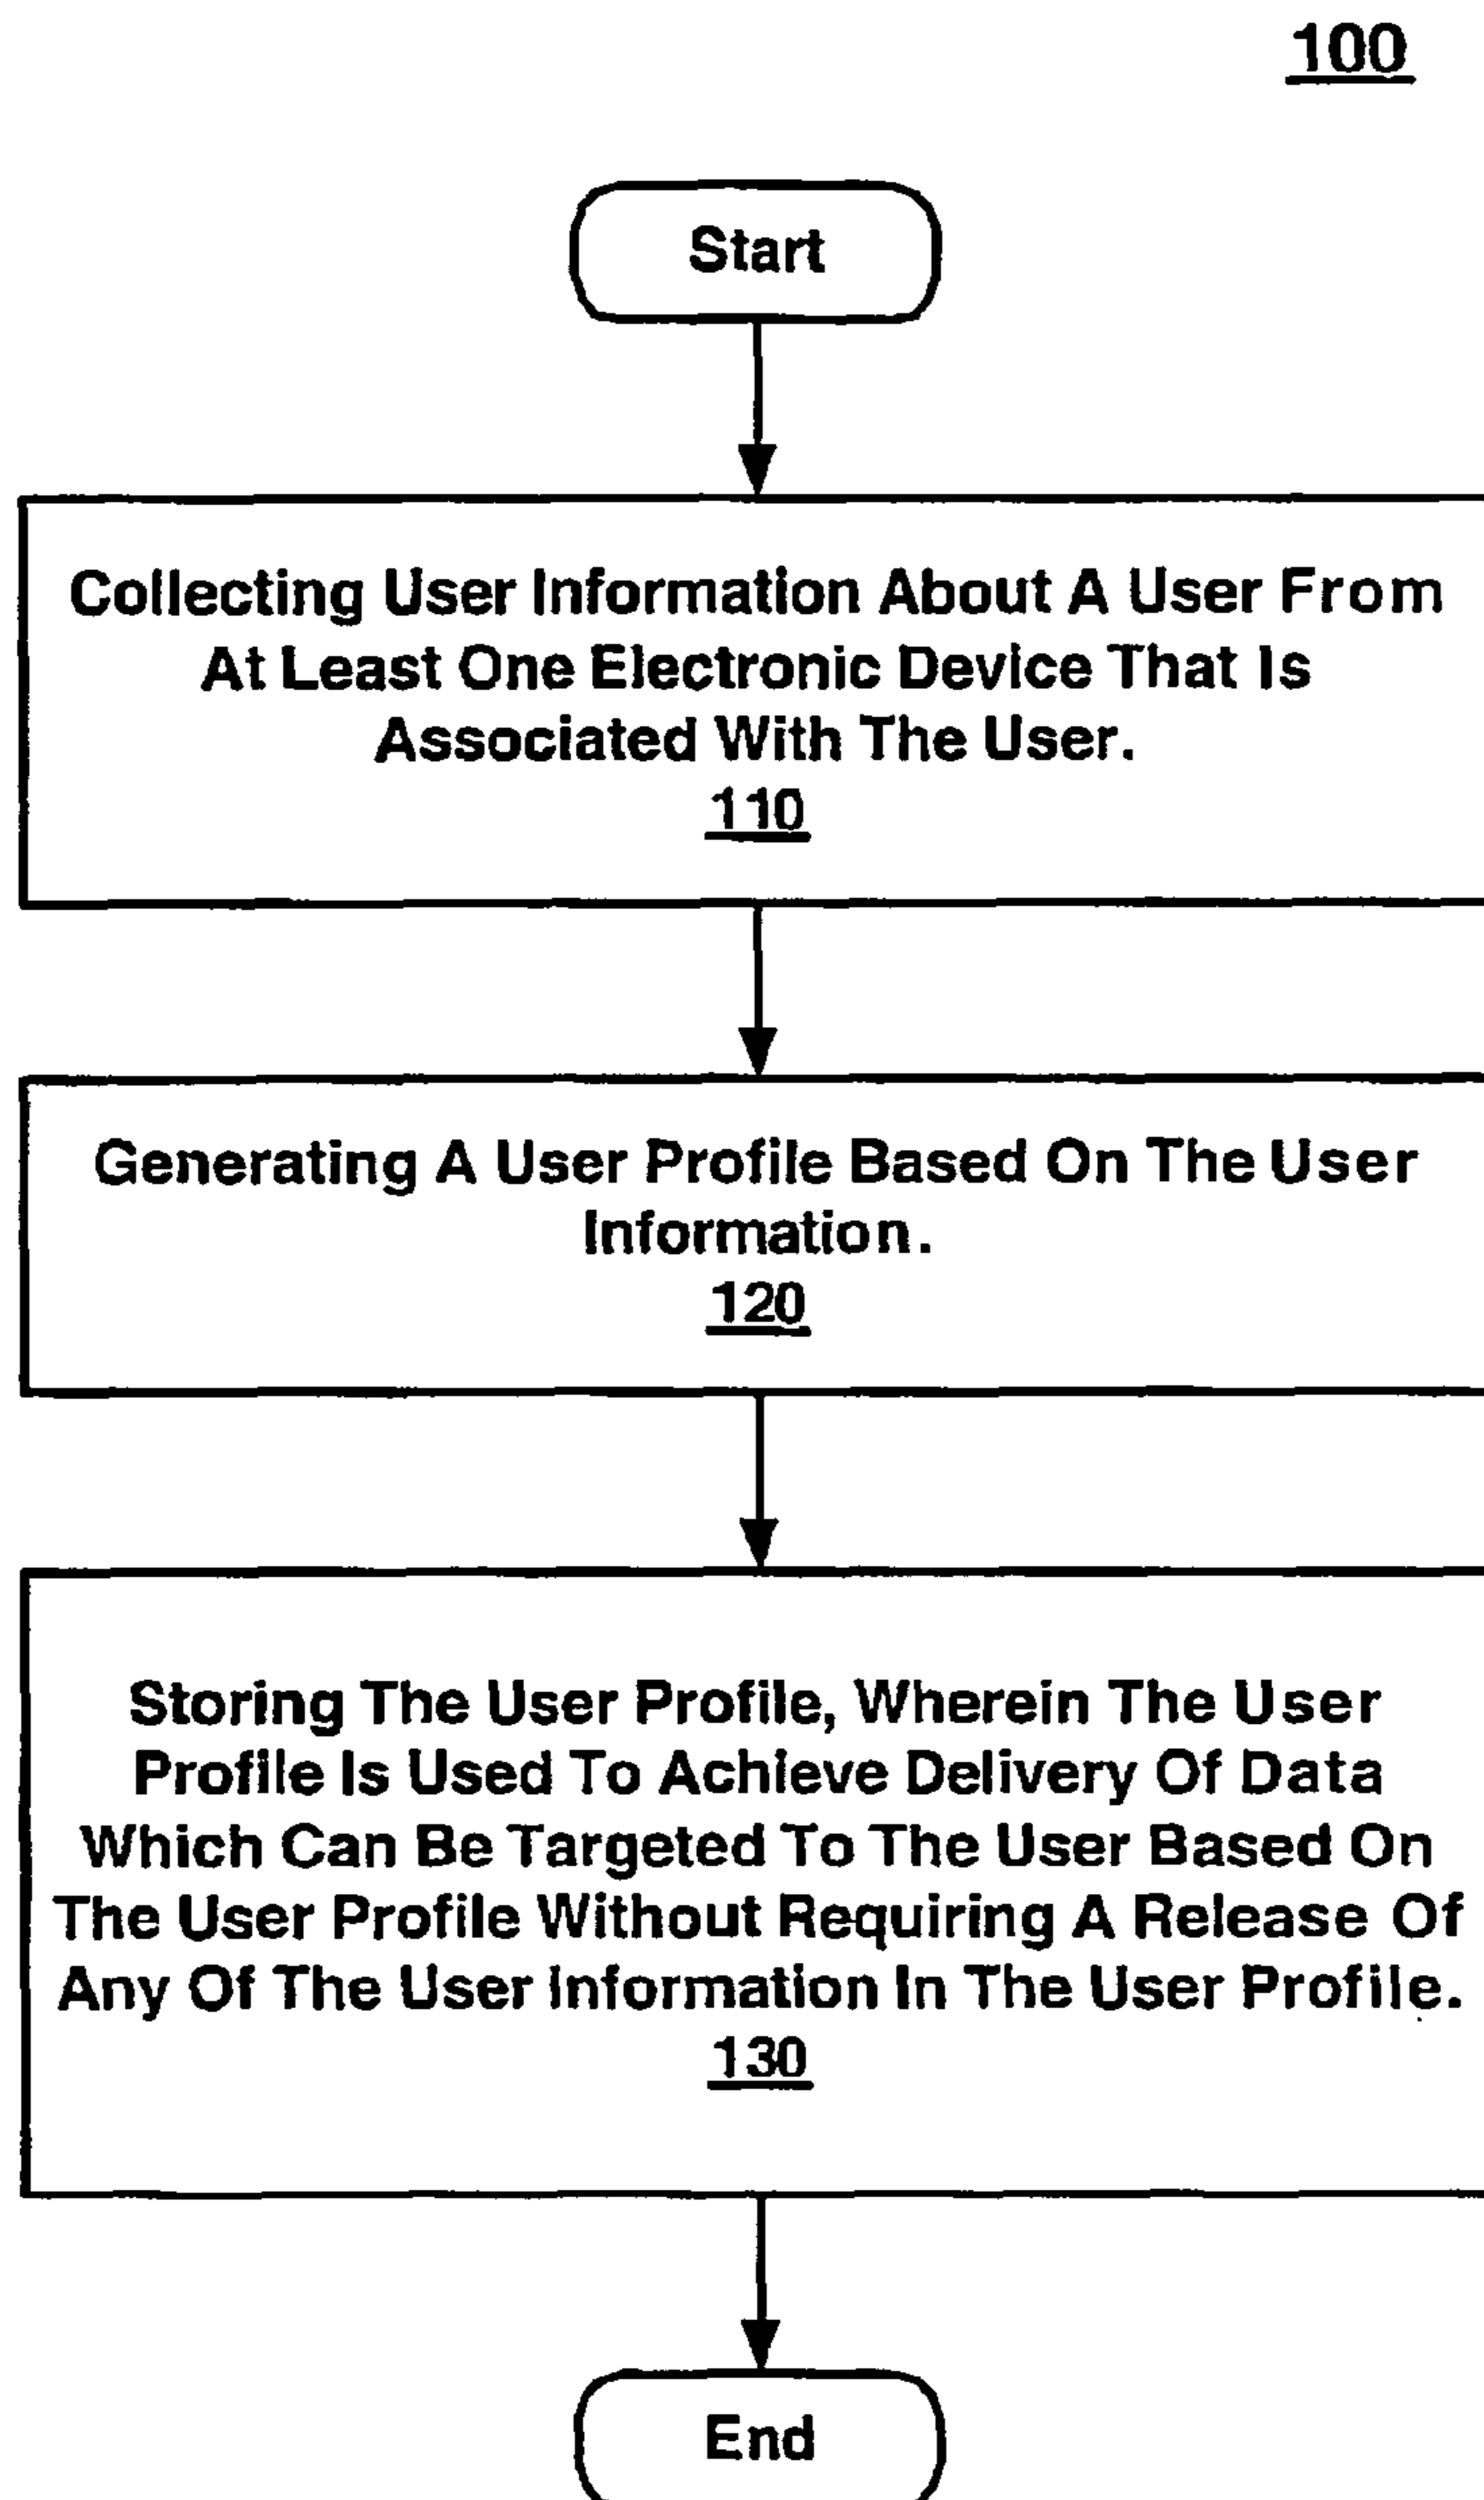 100
Start
Collecting User Information About A User From
At Least One Electronic Device That Is
Associated With The User.
110
Generating A User Profile Based On The User
Information.
120
Storing The User Profile, Wherein The User
Profile Is Used To Achieve Delivery Of Data
Which Can Be Targeted To The User Based On
The User Profile Without Requiring A Release Of
Any Of The User Information In The User Profile.
130
End